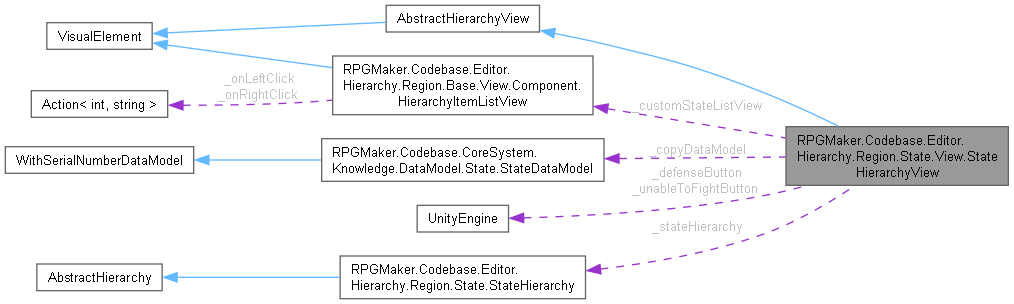 AbstractHierarchyView
VisualElement
_onLeftClick
_onRightClick
RPGMaker.Codebase.Editor.
Hierarchy.Region.Base.View.Component.
HierarchyItemListView
Action< int, string >
_customStateListView
RPGMaker.Codebase.Editor.
Hierarchy.Region.State.View.State
HierarchyView
WithSerialNumberDataModel
RPGMaker.Codebase.CoreSystem.
Knowledge.DataModel.State.StateDataModel
_copyDataModel
_defenseButton
_unableToFightButton
UnityEngine
_stateHierarchy
AbstractHierarchy
RPGMaker.Codebase.Editor.
Hierarchy.Region.State.StateHierarchy